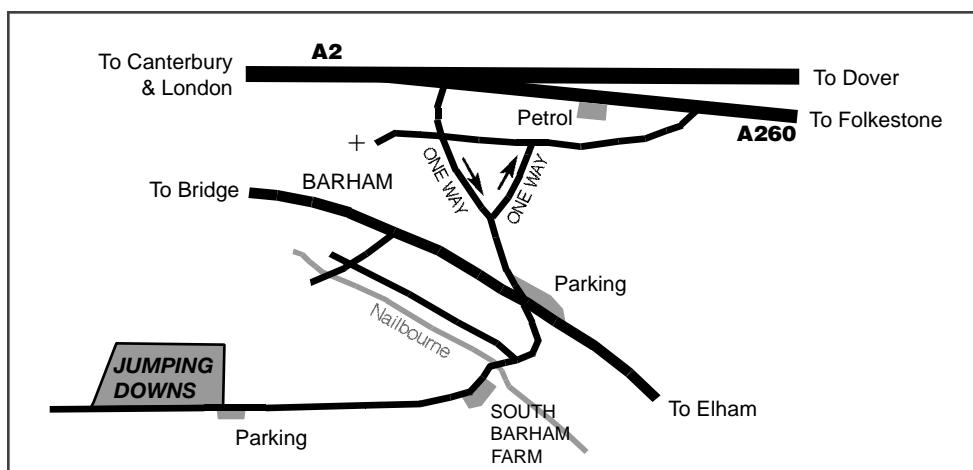 A2
To Canterbury
& London
To Dover
Petrol
To Folkestone
A260
ONE WAY
ONE WAY
BARHAM
To Bridge
Parking
Nailbourne
JUMPING
DOWNS
To Elham
SOUTH
BARHAM
FARM
Parking